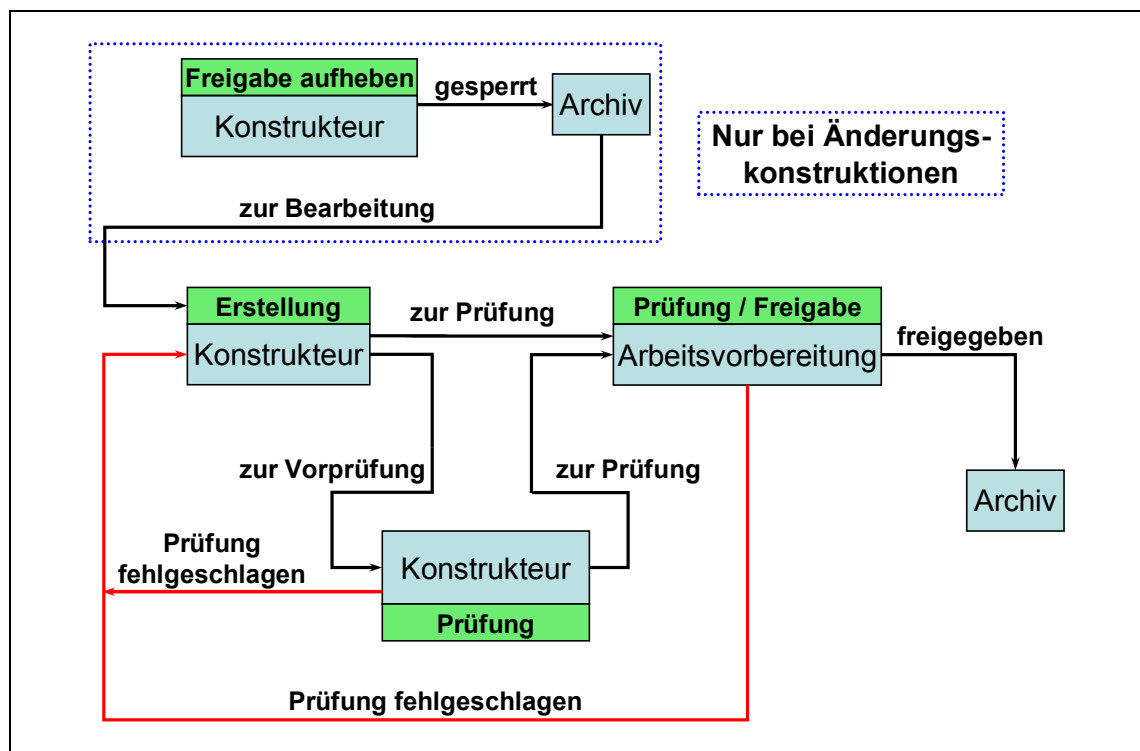 Freigabe aufheben
Konstrukteur
gesperrt
Archiv
Nur bei Änderungs-
konstruktionen
zur Bearbeitung
Erstellung
Konstrukteur
zur Prüfung
Prüfung / Freigabe
Arbeitsvorbereitung
freigegeben
Archiv
zur Vorprüfung
zur Prüfung
Konstrukteur
Prüfung
Prüfung
fehlgeschlagen
Prüfung fehlgeschlagen